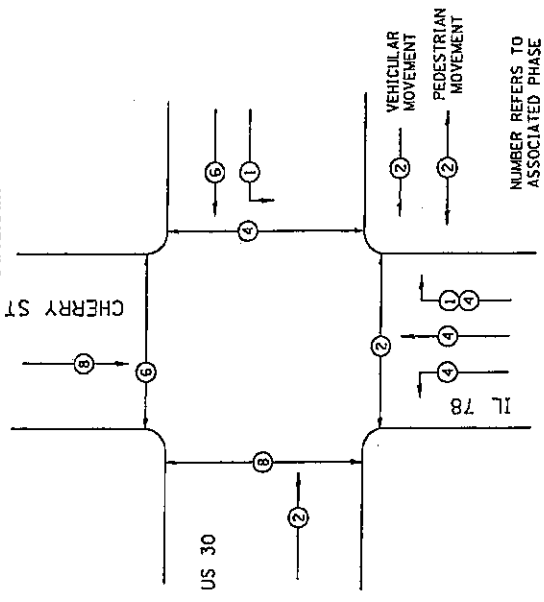 CHERRY ST
8
6
6
1
4
US 30
8
2
2
4
4
1
4
IL 78
2
VEHICULAR
MOVEMENT
2
PEDESTRIAN
MOVEMENT
NUMBER REFERS TO
ASSOCIATED PHASE